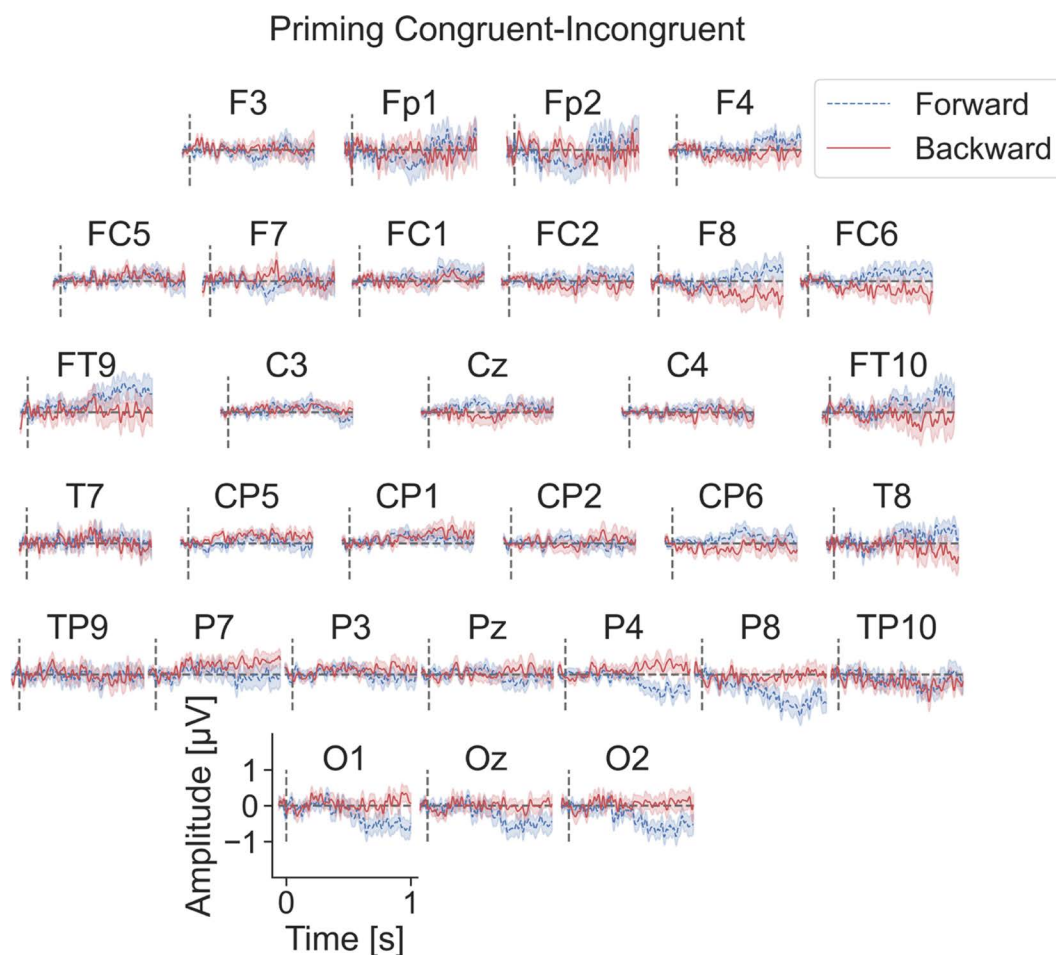 Priming Congruent-Incongruent
F3 Fp1 Fp2 F4
Forward
Backward
FC5 F7 FC1 FC2 F8 FC6
FT9 C3 Cz C4 FT10
T7 CP5 CP1 CP2 CP6 T8
TP9 P7 P3 Pz P4 P8 TP10
O1 Oz O2
Amplitude [µV]
1
0
−1
0 1
Time [s]